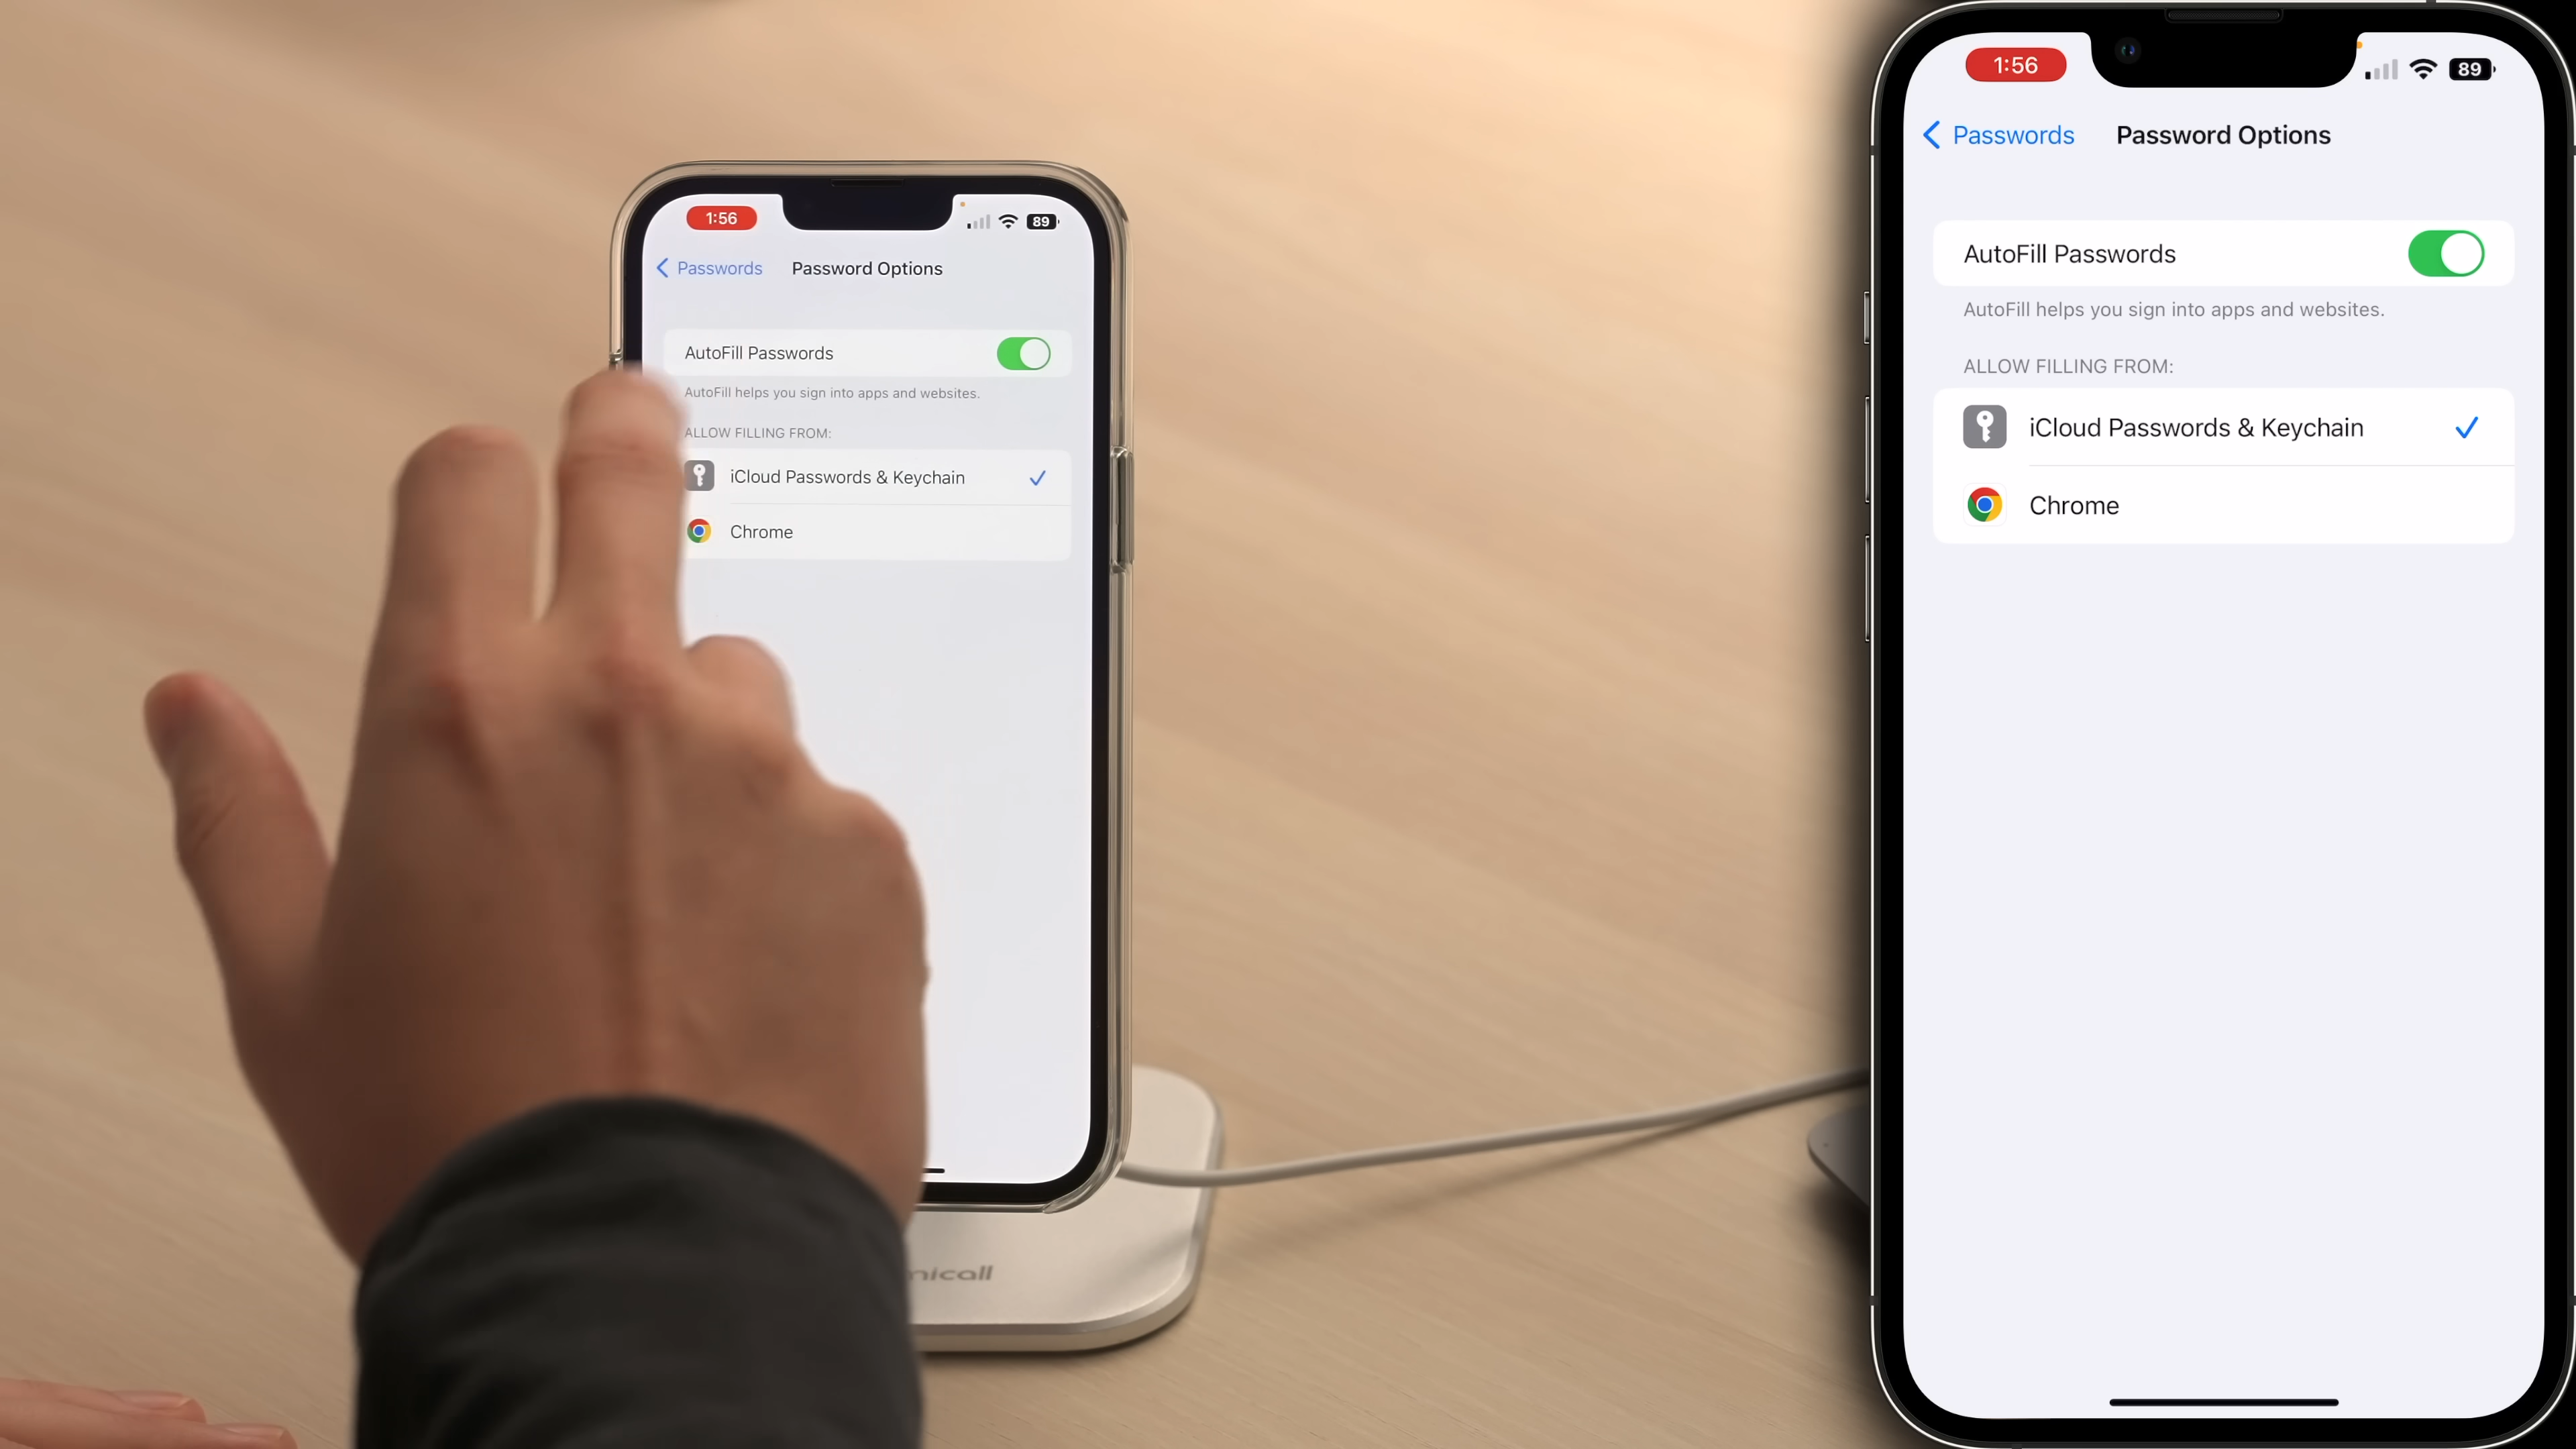 1:56
89
Passwords
Password Options
AutoFill Passwords
AutoFill helps you sign into apps and websites.
ALLOW FILLING FROM:
iCloud Passwords & Keychain
Chrome
1:56
89
Passwords
Password Options
AutoFill Passwords
AutoFill helps you sign into apps and websites.
ALLOW FILLING FROM:
iCloud Passwords & Keychain
Chrome